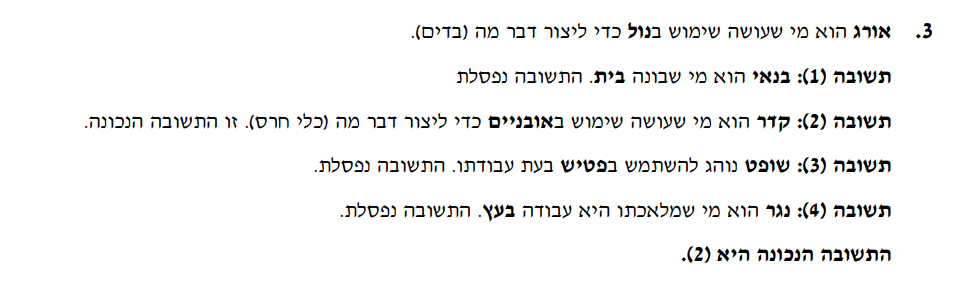 3. אורג הוא מי שעושה שימוש בנול כדי ליצור דבר מה (בדים).
תשובה (1): בנאי הוא מי שבונה בית. התשובה נפסלת
תשובה (2): קדר הוא מי שעושה שימוש באובניים כדי ליצור דבר מה (כלי חרס). זו התשובה הנכונה.
תשובה (3): שופט נוהג להשתמש בפטיש בעת עבודתו. התשובה נפסלת.
תשובה (4): נגר הוא מי שמלאכתו היא עבודה בעץ. התשובה נפסלת.
התשובה הנכונה היא (2).